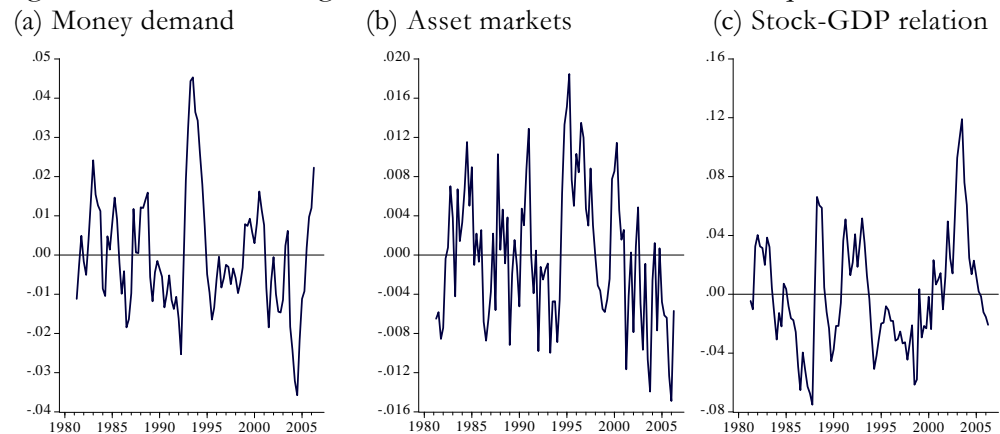 (a) Money demand (b) Asset markets (c) Stock-GDP relation
.05 .020 .16
.04 .016
.03 .012 .12
.02 .008 .08
.01 .004 .04
.00 .000 .00
-.01 -.004
-.02 -.008 -.04
-.03 -.012
-.04 -.016 -.08
1980 1985 1990 1995 2000 2005 1980 1985 1990 1995 2000 2005 1980 1985 1990 1995 2000 2005